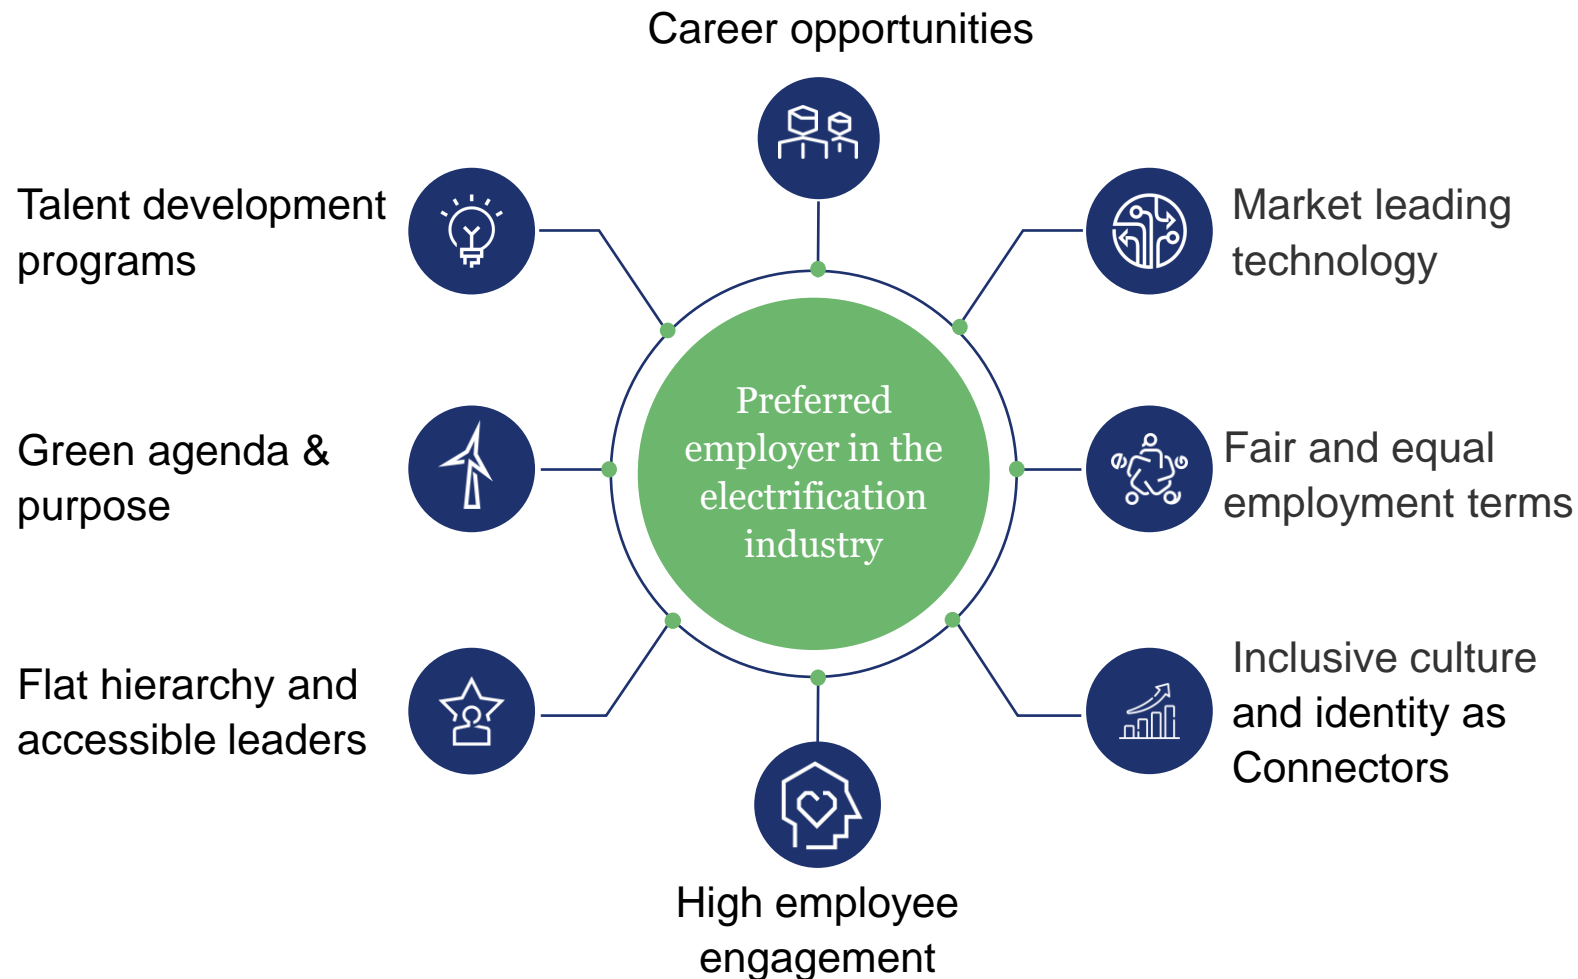 Career opportunities
Talent development
programs
Market leading
technology
Green agenda &
purpose
Preferred
employer in the
electrification
industry
Fair and equal
employment terms
Flat hierarchy and
accessible leaders
Inclusive culture
and identity as
Connectors
High employee
engagement